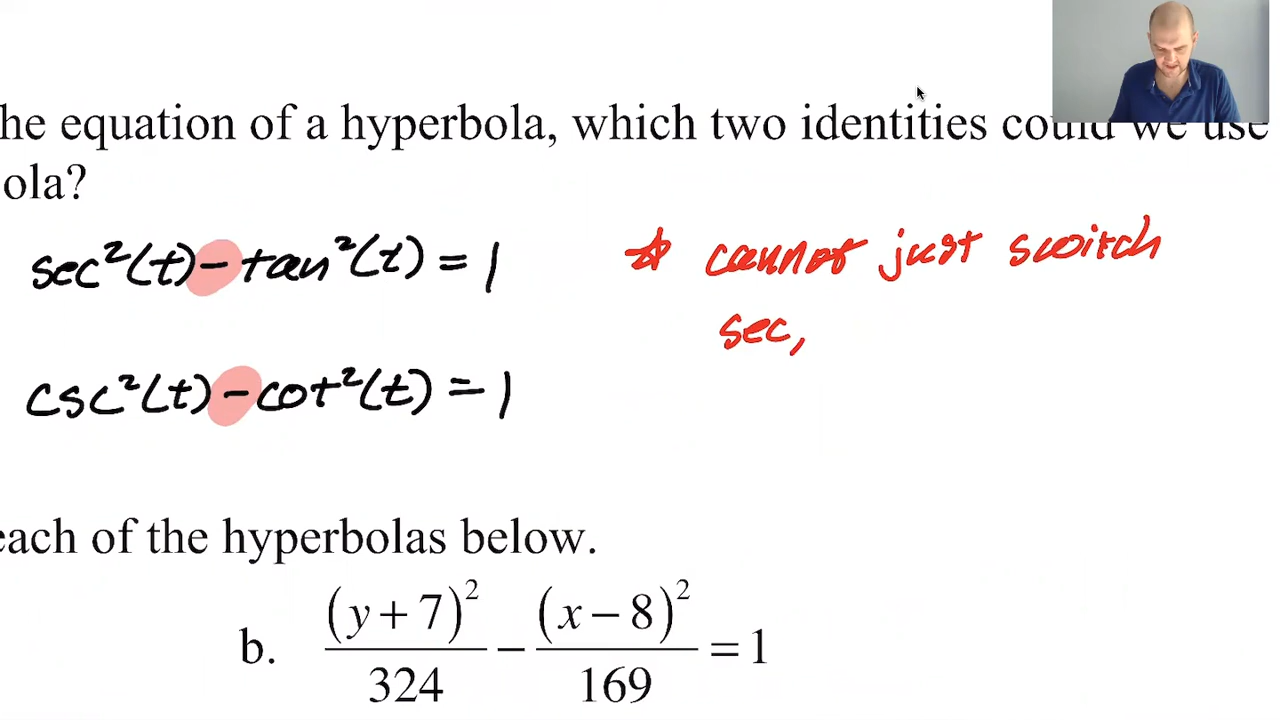 he equation of a hyperbola, which two identities could we use
ola?
sec²(t) - tan²(t) = 1
* cannot just switch
sec,
csc²(t) - cot²(t) = 1
each of the hyperbolas below.
b. (y + 7)²/324 − (x − 8)²/169 = 1